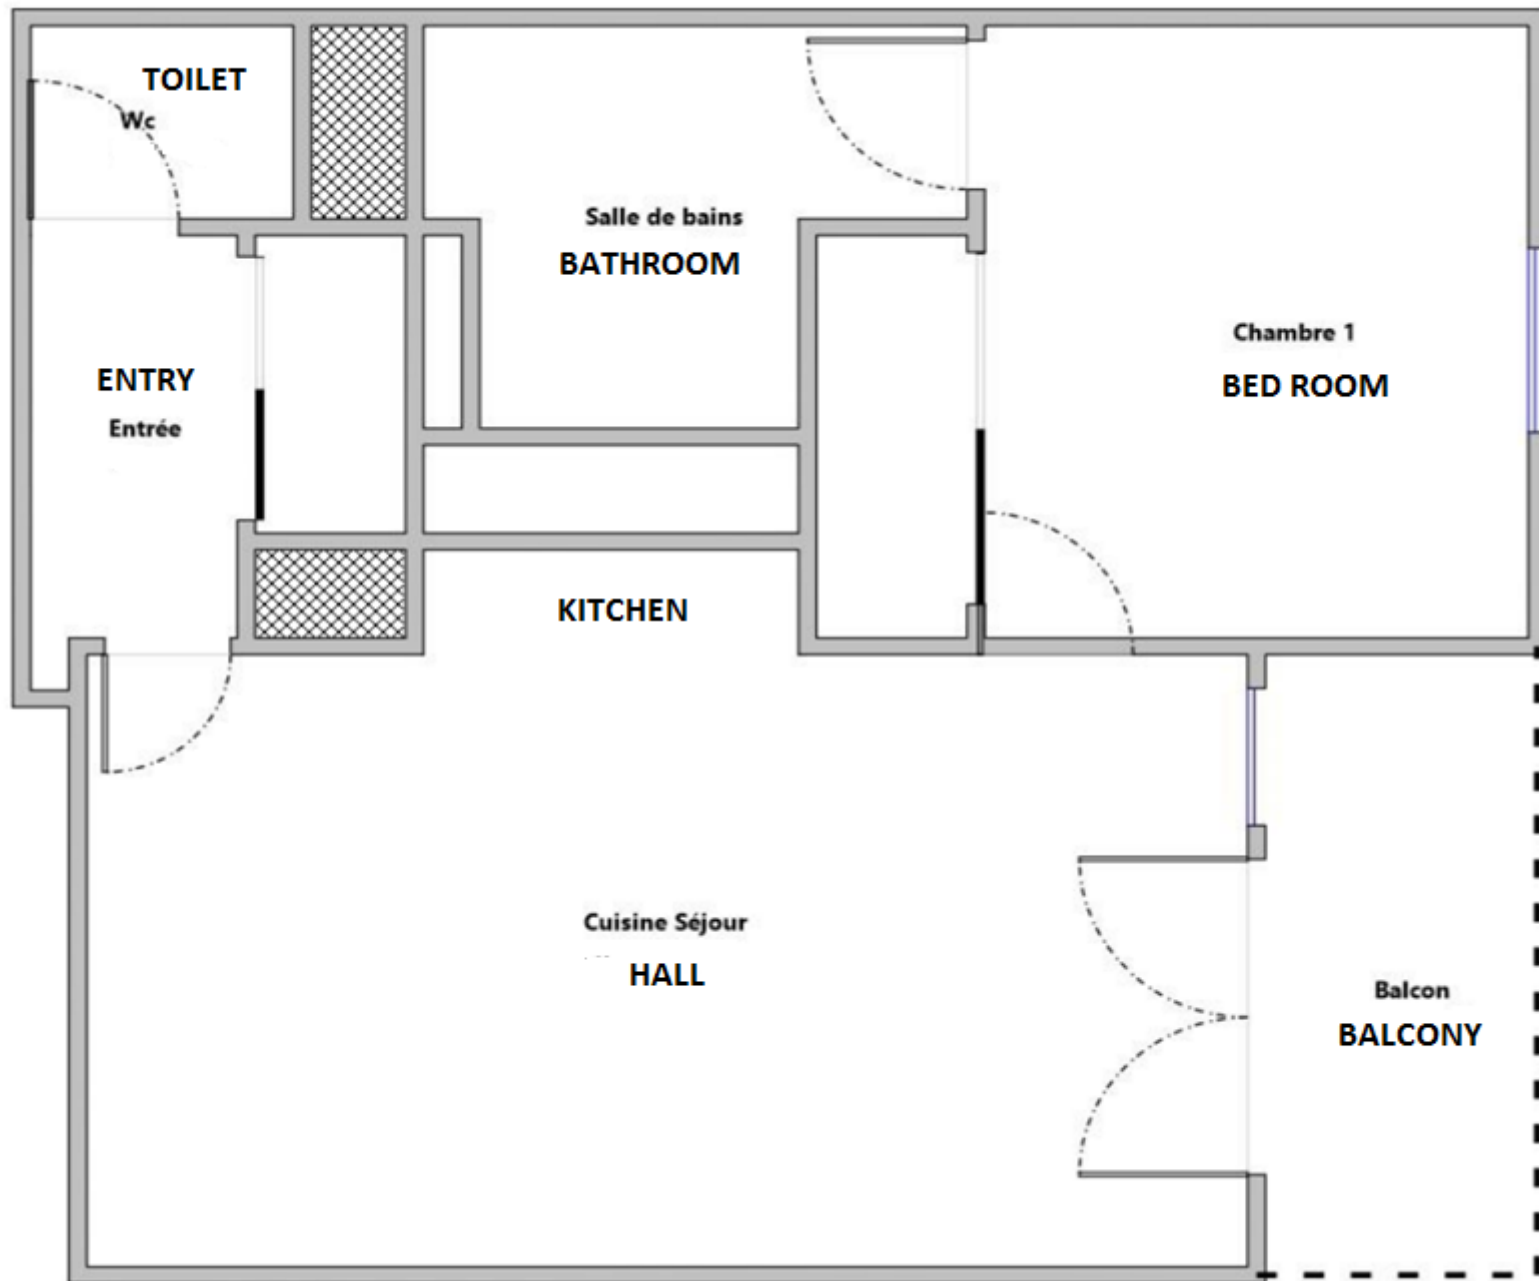 TOILET
Wc
Salle de bains
BATHROOM
Chambre 1
BED ROOM
ENTRY
Entrée
KITCHEN
Cuisine Séjour
HALL
Balcon
BALCONY